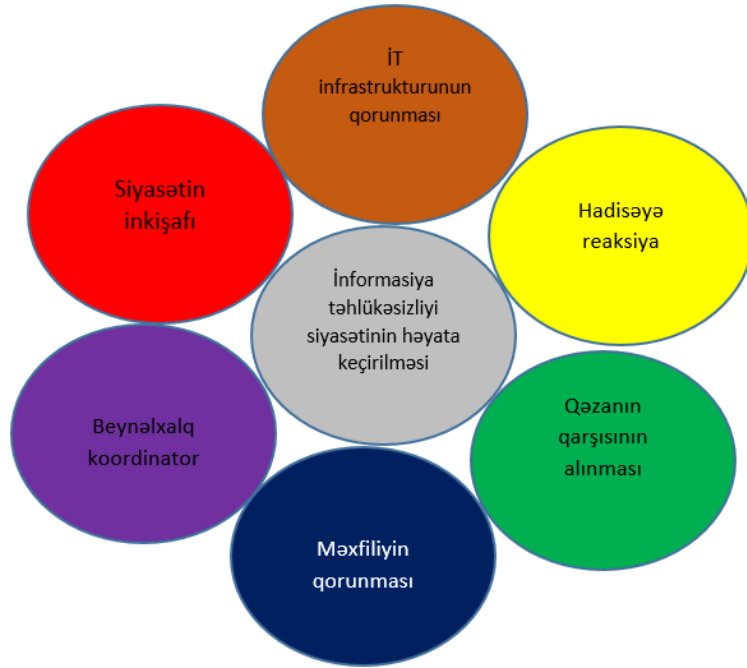 İT
infrastrukturunun
qorunması
Siyasətin
inkişafı
Hadisəyə
reaksiya
İnformasiya
təhlükəsizliyi
siyasətinin həyata
keçirilməsi
Beynəlxalq
koordinator
Qəzanın
qarşısının
alınması
Məxfiliyin
qorunması